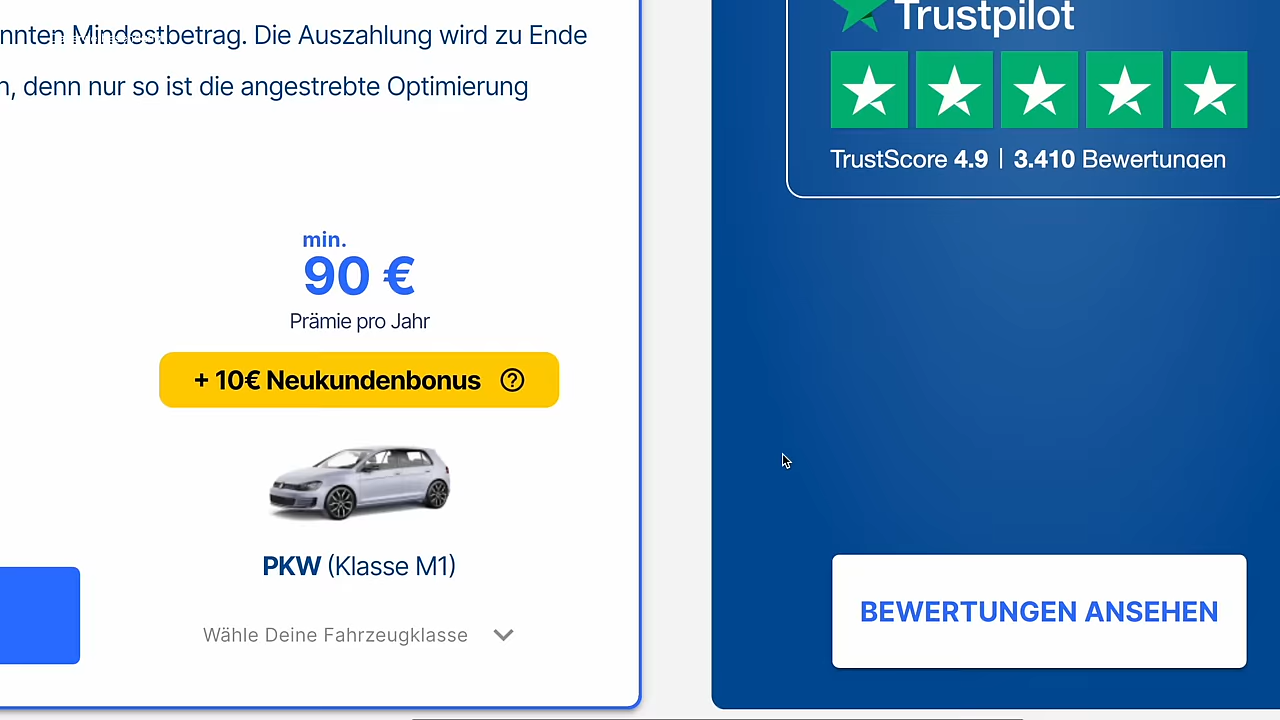 Mindestbetrag. Die Auszahlung wird zu Ende
denn nur so ist die angestrebte Optimierung
min.
90 €
Prämie pro Jahr
+ 10€ Neukundenbonus ?
PKW (Klasse M1)
Wähle Deine Fahrzeugklasse
Trustpilot
TrustScore 4.9 | 3.410 Bewertungen
BEWERTUNGEN ANSEHEN